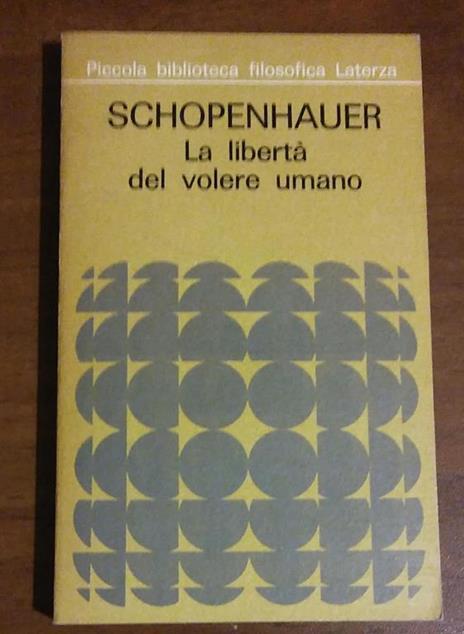 Piccola biblioteca filosofica Laterza
SCHOPENHAUER
La libertà
del volere umano